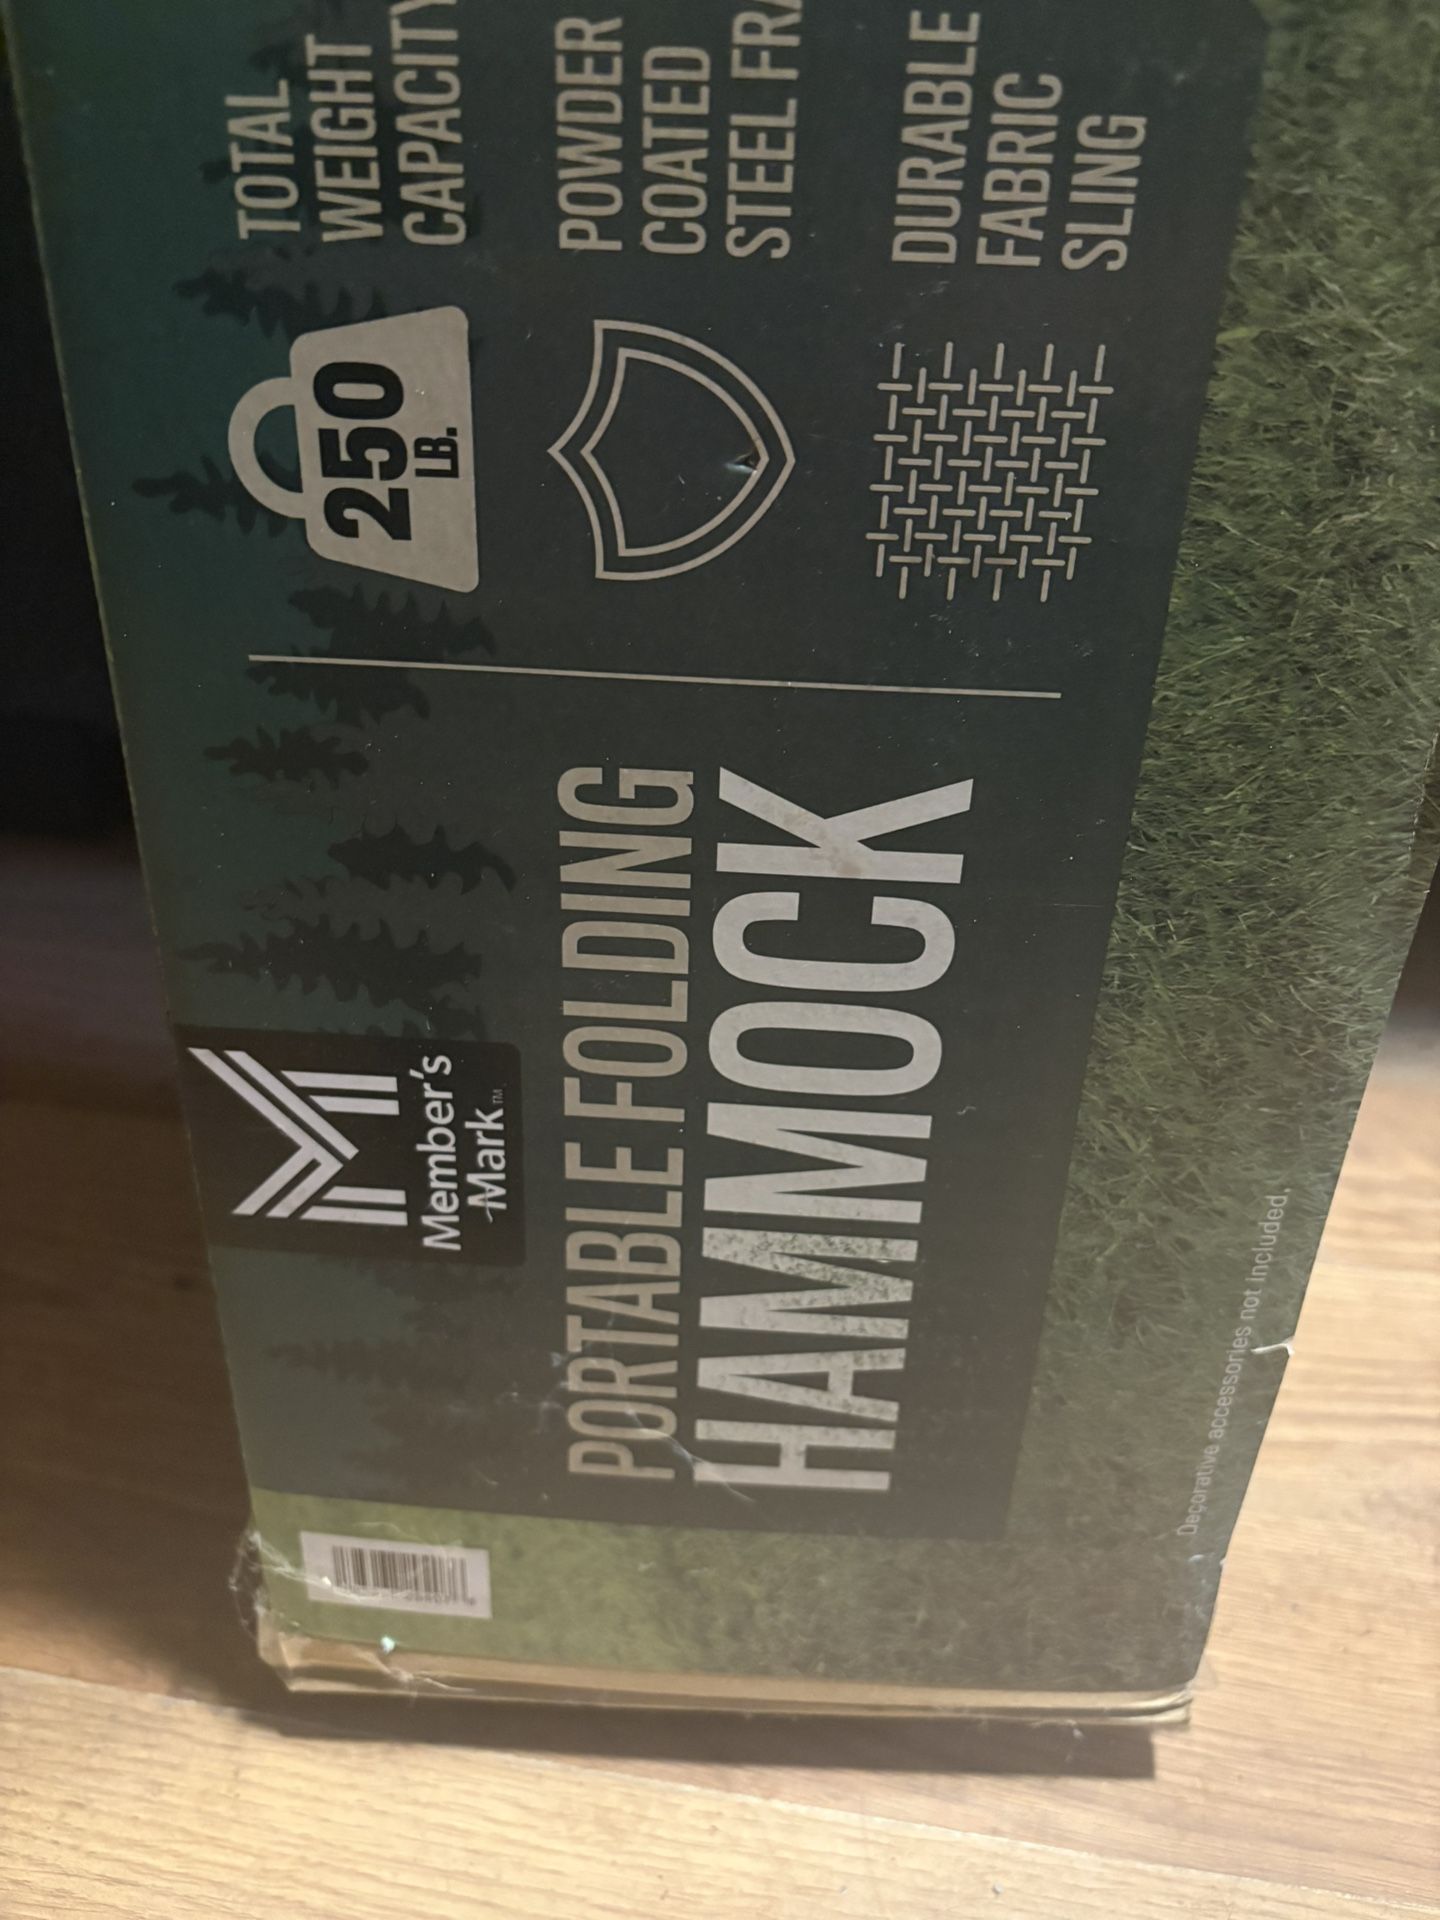 Member's
Mark™
PORTABLE FOLDING
HAMMOCK
250
LB.
TOTAL
WEIGHT
CAPACITY
POWDER
COATED
STEEL FRA
DURABLE
FABRIC
SLING
Decorative accessories not included.